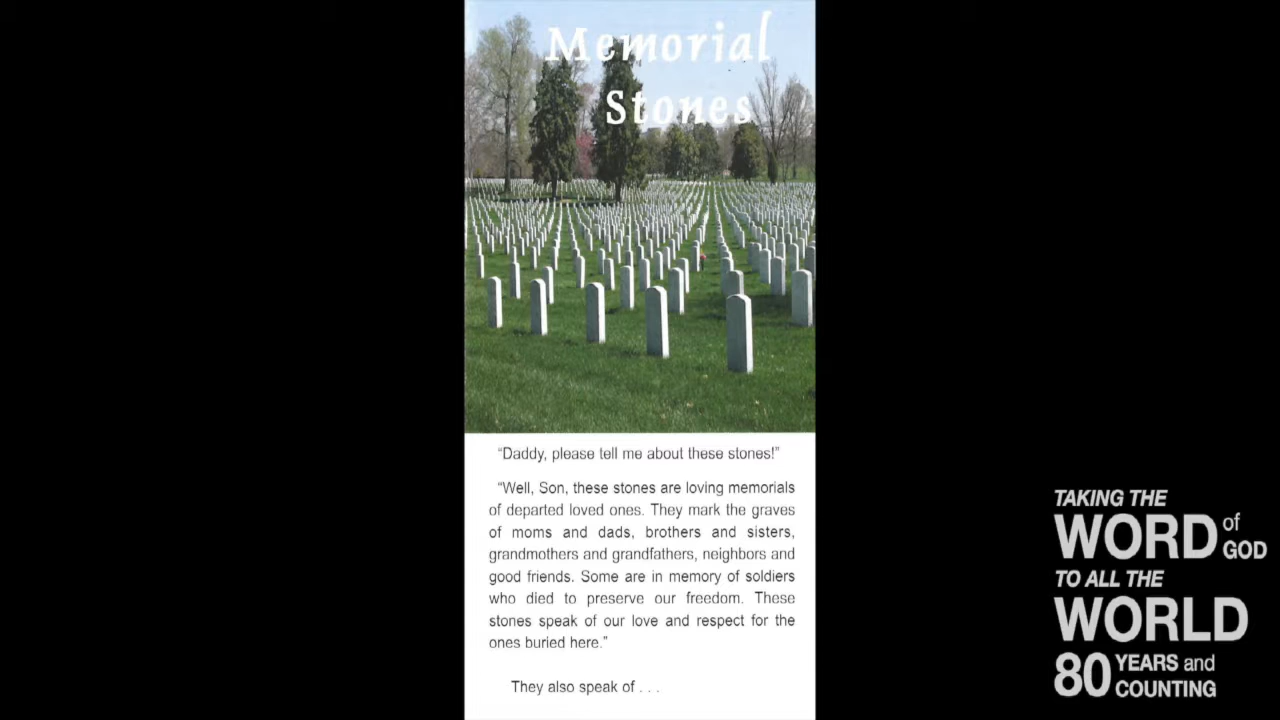 Memorial
Stones
“Daddy, please tell me about these stones!”
“Well, Son, these stones are loving memorials
of departed loved ones. They mark the graves
of moms and dads, brothers and sisters,
grandmothers and grandfathers, neighbors and
good friends. Some are in memory of soldiers
who died to preserve our freedom. These
stones speak of our love and respect for the
ones buried here.”
They also speak of . . .
TAKING THE
WORD of GOD
TO ALL THE
WORLD
80 YEARS and
COUNTING